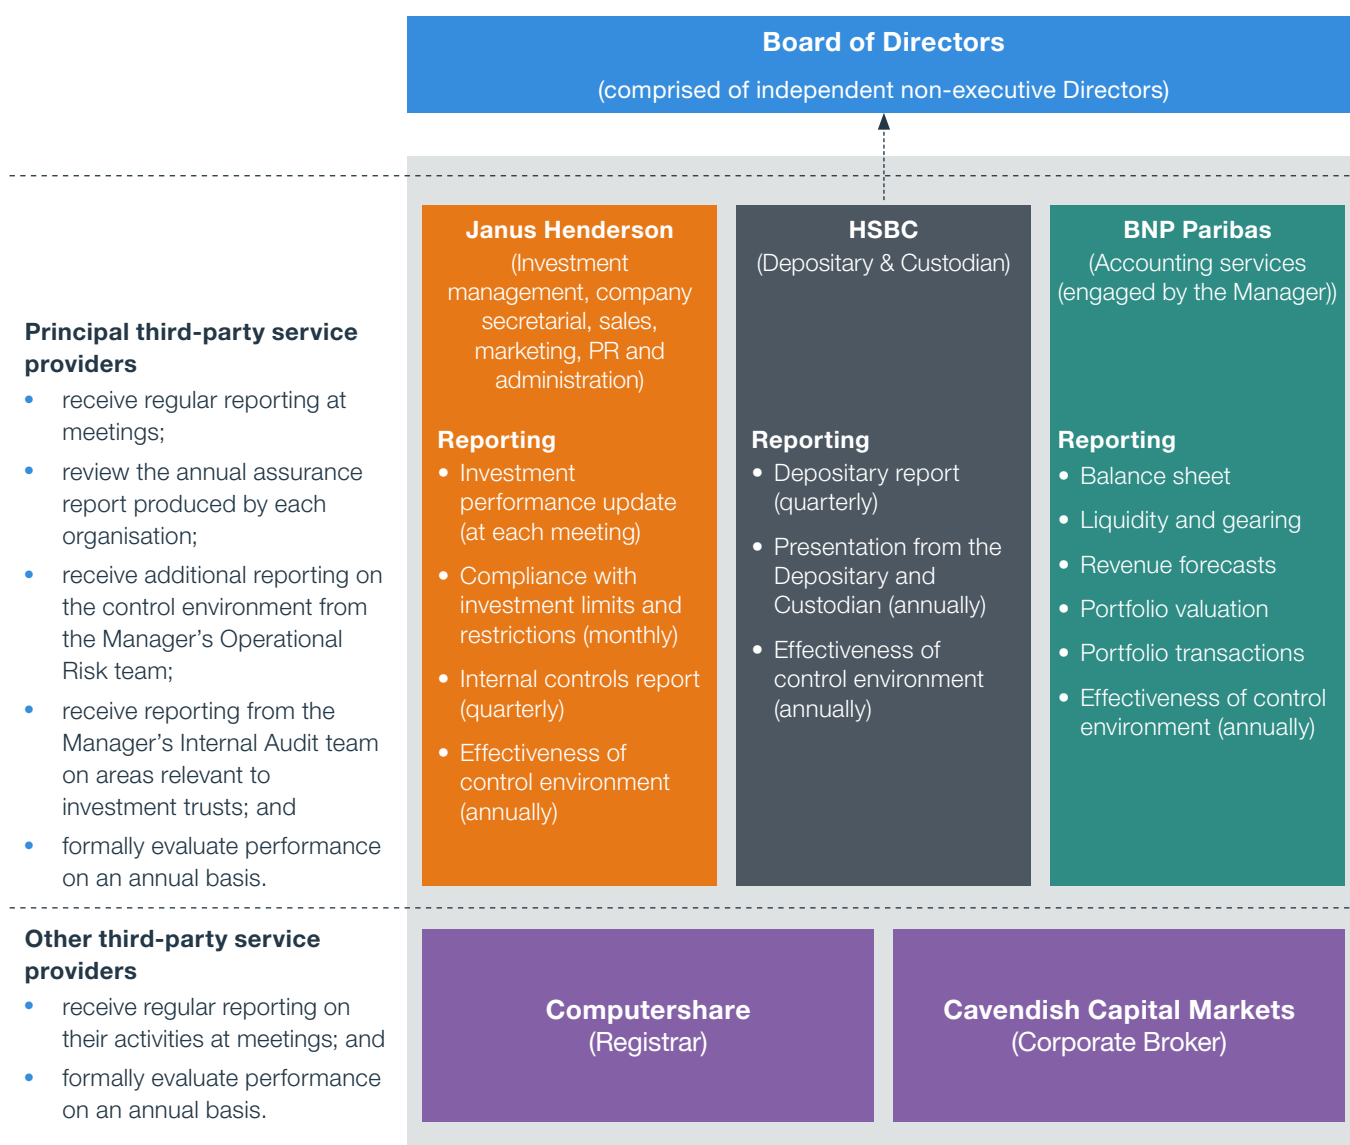 Board of Directors
(comprised of independent non-executive Directors)
Principal third-party service
providers
• receive regular reporting at
meetings;
• review the annual assurance
report produced by each
organisation;
• receive additional reporting on
the control environment from
the Manager’s Operational
Risk team;
• receive reporting from the
Manager’s Internal Audit team
on areas relevant to
investment trusts; and
• formally evaluate performance
on an annual basis.
Janus Henderson
(Investment
management, company
secretarial, sales,
marketing, PR and
administration)
Reporting
• Investment
performance update
(at each meeting)
• Compliance with
investment limits and
restrictions (monthly)
• Internal controls report
(quarterly)
• Effectiveness of
control environment
(annually)
HSBC
(Depositary & Custodian)
Reporting
• Depositary report
(quarterly)
• Presentation from the
Depositary and
Custodian (annually)
• Effectiveness of
control environment
(annually)
BNP Paribas
(Accounting services
(engaged by the Manager))
Reporting
• Balance sheet
• Liquidity and gearing
• Revenue forecasts
• Portfolio valuation
• Portfolio transactions
• Effectiveness of control
environment (annually)
Other third-party service
providers
• receive regular reporting on
their activities at meetings; and
• formally evaluate performance
on an annual basis.
Computershare
(Registrar)
Cavendish Capital Markets
(Corporate Broker)